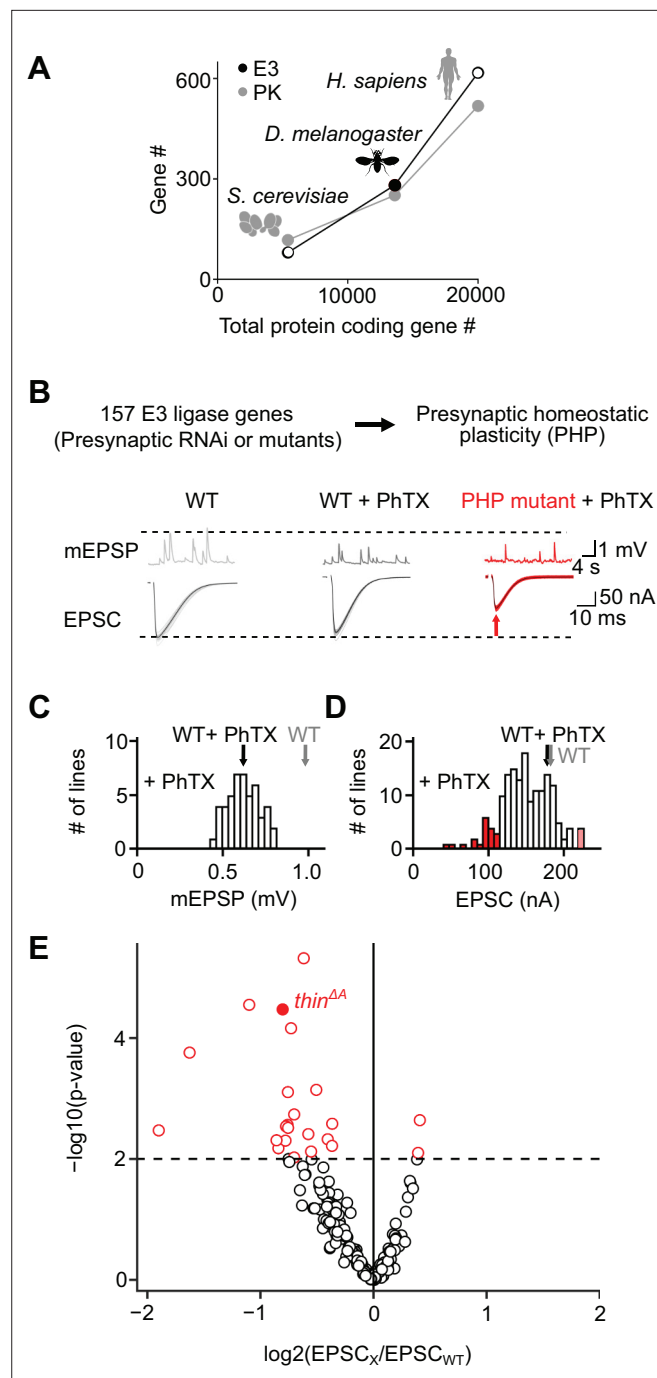 A
600
300
0
Gene #
E3
PK
H. sapiens
D. melanogaster
S. cerevisiae
0
10000
20000
Total protein coding gene #
B
157 E3 ligase genes
(Presynaptic RNAi or mutants)
Presynaptic homeostatic
plasticity (PHP)
WT
WT + PhTX
PHP mutant + PhTX
mEPSP
1 mV
4 s
EPSC
50 nA
10 ms
C
WT+ PhTX
WT
+ PhTX
10
5
0
# of lines
0
0.5
1.0
mEPSP (mV)
D
WT + PhTX
WT
+ PhTX
20
10
0
# of lines
0
100
200
EPSC (nA)
E
thinΔA
4
2
0
−log10(p-value)
−2
−1
0
1
2
log2(EPSCX/EPSCWT)